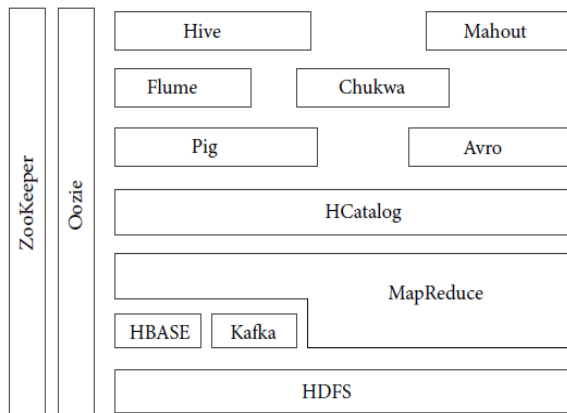 Hive
Mahout
Flume
Chukwa
Pig
Avro
ZooKeeper
Oozie
HCatalog
MapReduce
HBASE
Kafka
HDFS